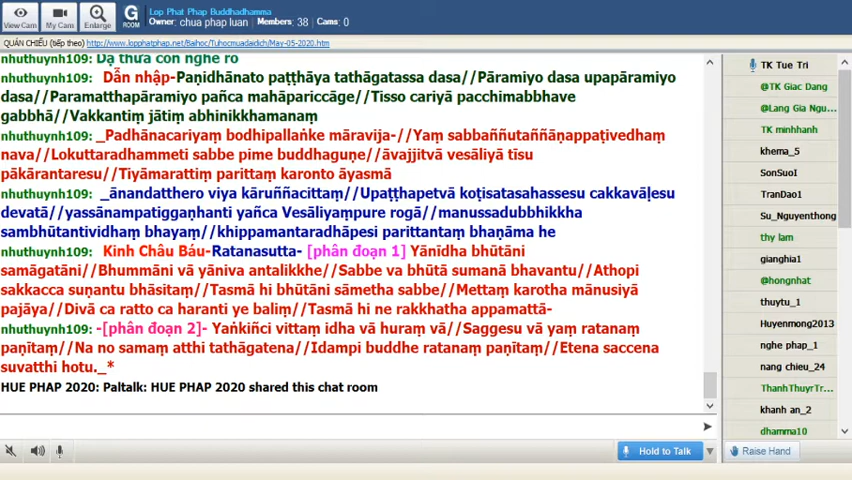 View Cam
My Cam
Enlarge
G
ROOM
Lop Phat Phap Buddhadhamma
Owner: chua phap luan   Members: 38   Cams: 0
QUÁN CHIẾU (tiếp theo) http://www.lopphatphap.net/Baihoc/Tuhocmuadaidich/May-05-2020.htm
nhuthuynh109: Dạ thưa con nghe rõ
nhuthuynh109: Dẫn nhập-Paṇidhānato paṭṭhāya tathāgatassa dasa//Pāramiyo dasa upapāramiyo
dasa//Paramatthapāramiyo pañca mahāpariccāge//Tisso cariyā pacchimabbhave
gabbhā//Vakkantiṃ jātiṃ abhinikkhamanaṃ
nhuthuynh109: _Padhānacariyaṃ bodhipallaṅke māravija-//Yaṃ sabbaññutaññāṇappaṭivedhaṃ
nava//Lokuttaradhammeti sabbe pime buddhaguṇe//āvajjitvā vesāliyā tīsu
pākārantaresu//Tiyāmarattiṃ parittaṃ karonto āyasmā
nhuthuynh109: _ānandatthero viya kāruññacittaṃ//Upaṭṭhapetvā koṭisatasahassesu cakkavāḷesu
devatā//yassānampatiggaṇhanti yañca Vesāliyaṃpure rogā//manussadubbhikkha
sambhūtantividhaṃ bhayaṃ//khippamantaradhāpesi parittantaṃ bhaṇāma he
nhuthuynh109: Kinh Châu Báu-Ratanasutta- [phân đoạn 1] Yānīdha bhūtāni
samāgatāni//Bhummāni vā yāniva antalikkhe//Sabbe va bhūtā sumanā bhavantu//Athopi
sakkacca suṇantu bhāsitaṃ//Tasmā hi bhūtāni sāmetha sabbe//Mettaṃ karotha mānusiyā
pajāya//Divā ca ratto ca haranti ye baliṃ//Tasmā hi ne rakkhatha appamattā-
nhuthuynh109: -[phân đoạn 2]- Yaṅkiñci vittaṃ idha vā huraṃ vā//Saggesu vā yaṃ ratanaṃ
paṇītaṃ//Na no samaṃ atthi tathāgatena//Idampi buddhe ratanaṃ paṇītaṃ//Etena saccena
suvatthi hotu._*
HUE PHAP 2020: Paltalk: HUE PHAP 2020 shared this chat room
Hold to Talk
TK Tue Tri
@TK Giac Dang
@Lang Gia Ngu...
TK minhhanh
khema_5
SonSuoI
TranDao1
Su_Nguyenthong
thy lam
gianghia1
@hongnhat
thuytu_1
Huyenmong2013
nghe phap_1
nang chieu_24
ThanhThuyrTr...
khanh an_2
dhamma10
Raise Hand